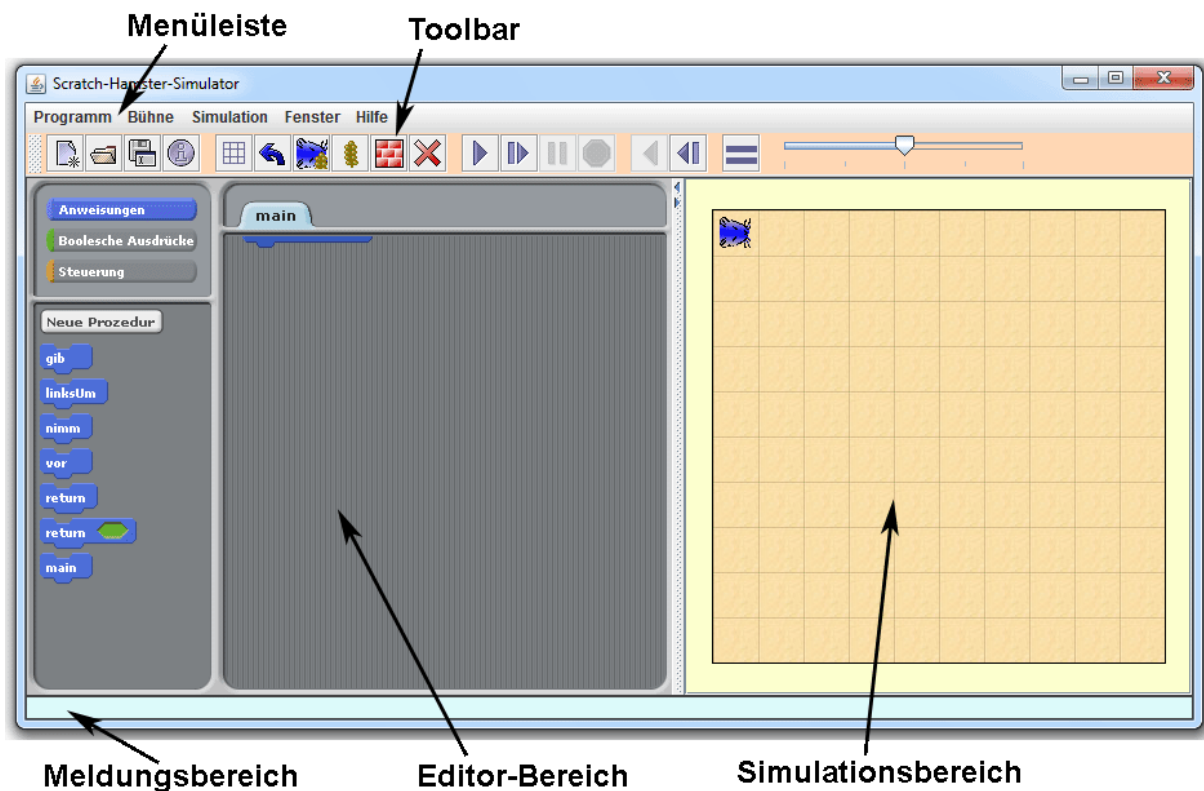 Menüleiste
Toolbar
Scratch-Hamster-Simulator
Programm Bühne Simulation Fenster Hilfe
Anweisungen
Boolesche Ausdrücke
Steuerung
main
Neue Prozedur
gib
linksUm
nimm
vor
return
return
main
Meldungsbereich
Editor-Bereich
Simulationsbereich